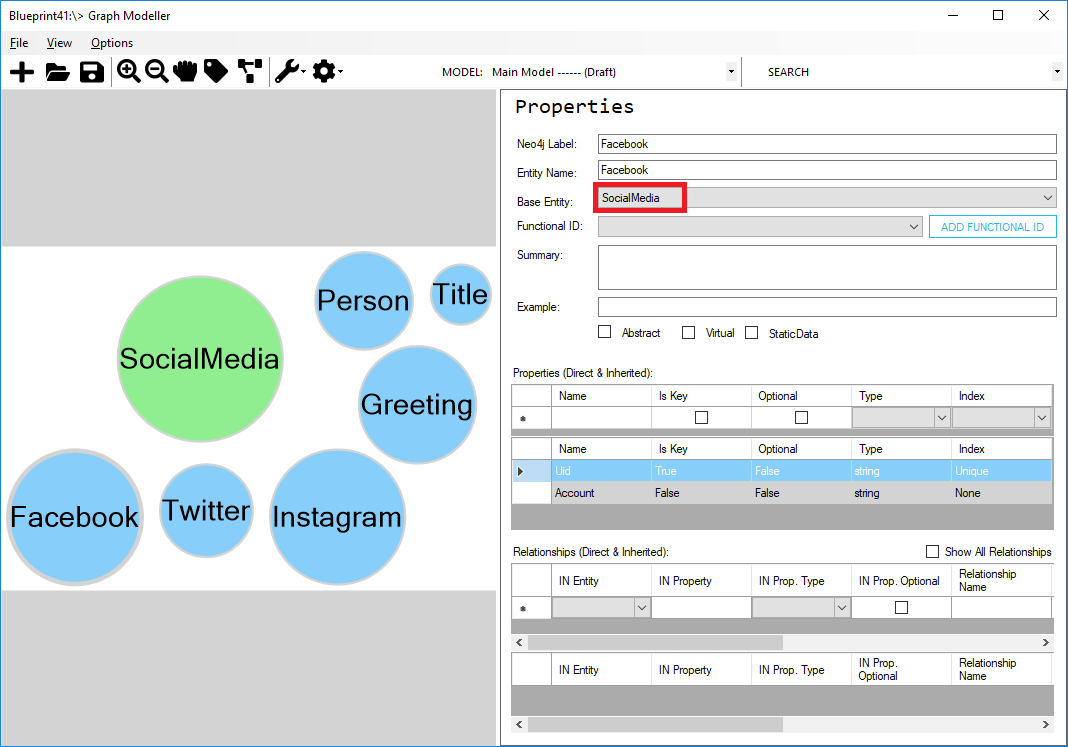 Blueprint41:\> Graph Modeller
File View Options
MODEL: Main Model ------ (Draft) SEARCH
Properties
Neo4j Label: Facebook
Entity Name: Facebook
Base Entity: SocialMedia
Functional ID: ADD FUNCTIONAL ID
Summary:
Example:
Abstract Virtual StaticData
Properties (Direct & Inherited):
Name Is Key Optional Type Index
Name Is Key Optional Type Index
Uid True False string Unique
Account False False string None
Relationships (Direct & Inherited): Show All Relationships
IN Entity IN Property IN Prop. Type IN Prop. Optional Relationship Name
IN Entity IN Property IN Prop. Type IN Prop. Optional Relationship Name
Person
Title
SocialMedia
Greeting
Facebook
Twitter
Instagram